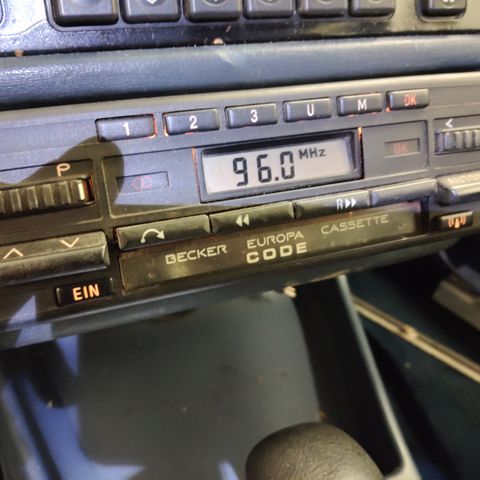 1 2 3 U M DK
P
96.0 MHz
<
◀◀ R▶▶
BECKER EUROPA CASSETTE
CODE
EIN